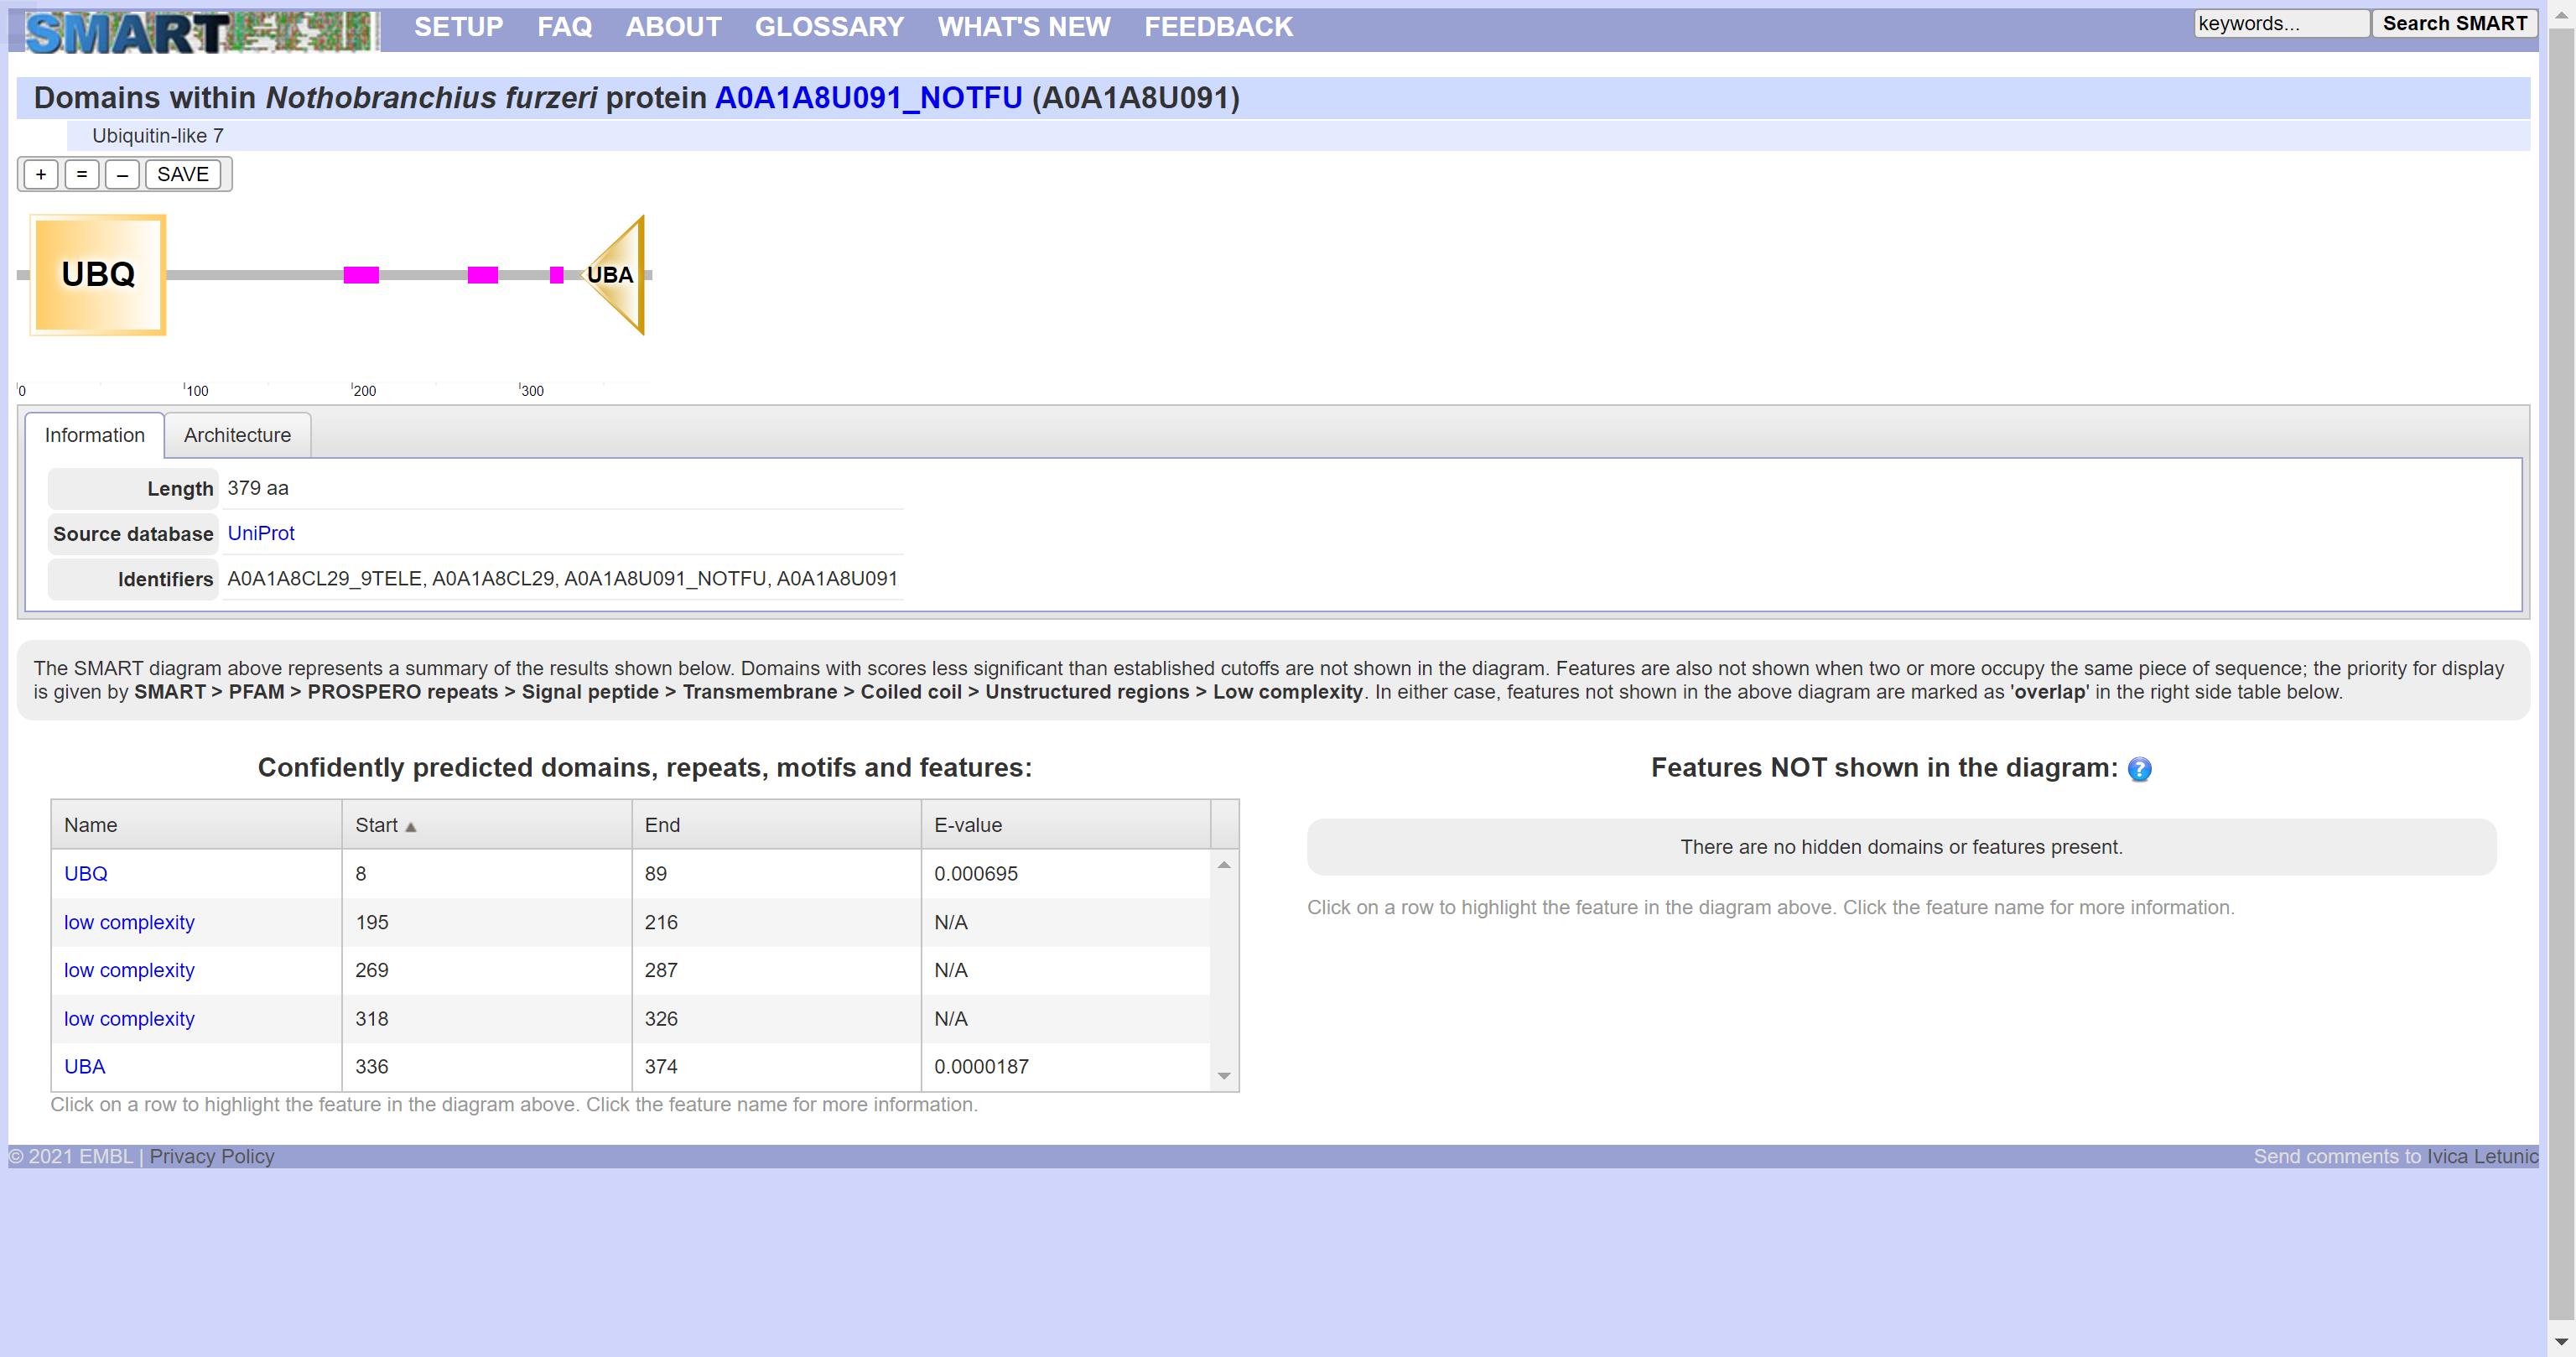 SMART SETUP FAQ ABOUT GLOSSARY WHAT'S NEW FEEDBACK keywords... Search SMART
Domains within Nothobranchius furzeri protein A0A1A8U091_NOTFU (A0A1A8U091)
Ubiquitin-like 7
+ = – SAVE
UBQ UBA
0 100 200 300
Information Architecture
Length 379 aa
Source database UniProt
Identifiers A0A1A8CL29_9TELE, A0A1A8CL29, A0A1A8U091_NOTFU, A0A1A8U091
The SMART diagram above represents a summary of the results shown below. Domains with scores less significant than established cutoffs are not shown in the diagram. Features are also not shown when two or more occupy the same piece of sequence; the priority for display
is given by SMART > PFAM > PROSPERO repeats > Signal peptide > Transmembrane > Coiled coil > Unstructured regions > Low complexity. In either case, features not shown in the above diagram are marked as 'overlap' in the right side table below.
Confidently predicted domains, repeats, motifs and features:
Name Start End E-value
UBQ 8 89 0.000695
low complexity 195 216 N/A
low complexity 269 287 N/A
low complexity 318 326 N/A
UBA 336 374 0.0000187
Click on a row to highlight the feature in the diagram above. Click the feature name for more information.
Features NOT shown in the diagram: ?
There are no hidden domains or features present.
Click on a row to highlight the feature in the diagram above. Click the feature name for more information.
© 2021 EMBL | Privacy Policy Send comments to Ivica Letunic